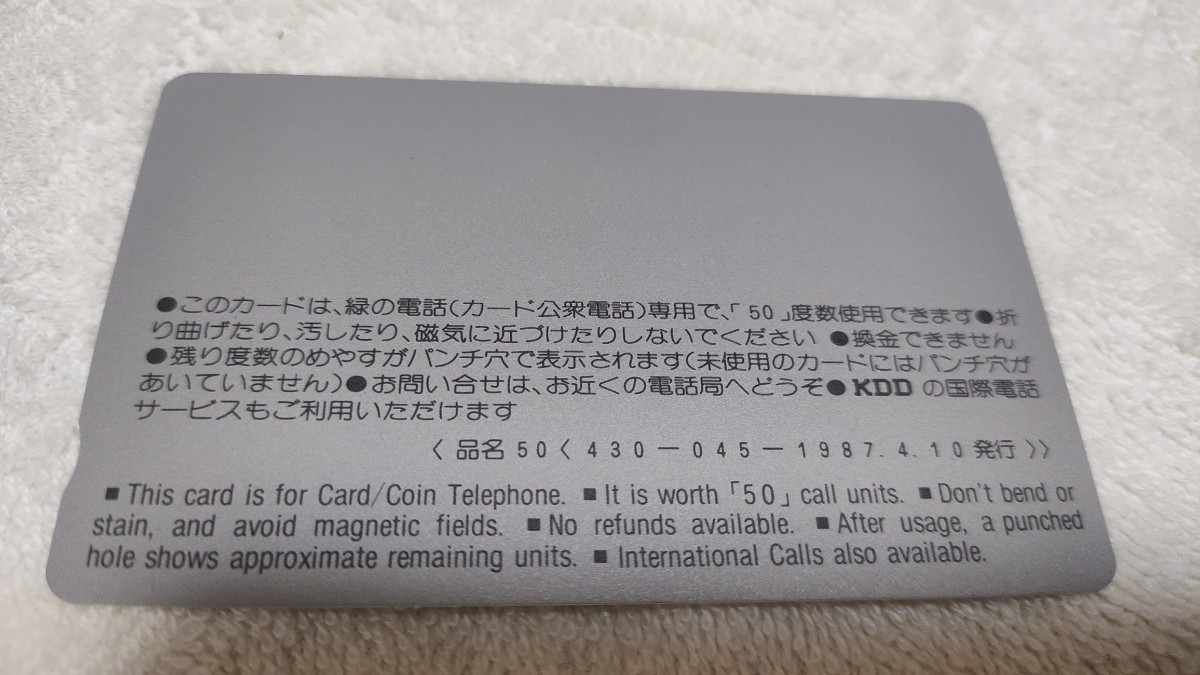 ●このカードは、緑の電話(カード公衆電話)専用で、「50」度数使用できます●折
り曲げたり、汚したり、磁気に近づけたりしないでください ●換金できません
●残り度数のめやすがパンチ穴で表示されます(未使用のカードにはパンチ穴が
あいていません)●お問い合せは、お近くの電話局へどうぞ●KDDの国際電話
サービスもご利用いただけます
〈品名50〈430－045－1987.4.10発行〉〉
■This card is for Card/Coin Telephone. ■It is worth「50」call units. ■Don't bend or
stain, and avoid magnetic fields. ■No refunds available. ■After usage, a punched
hole shows approximate remaining units. ■International Calls also available.